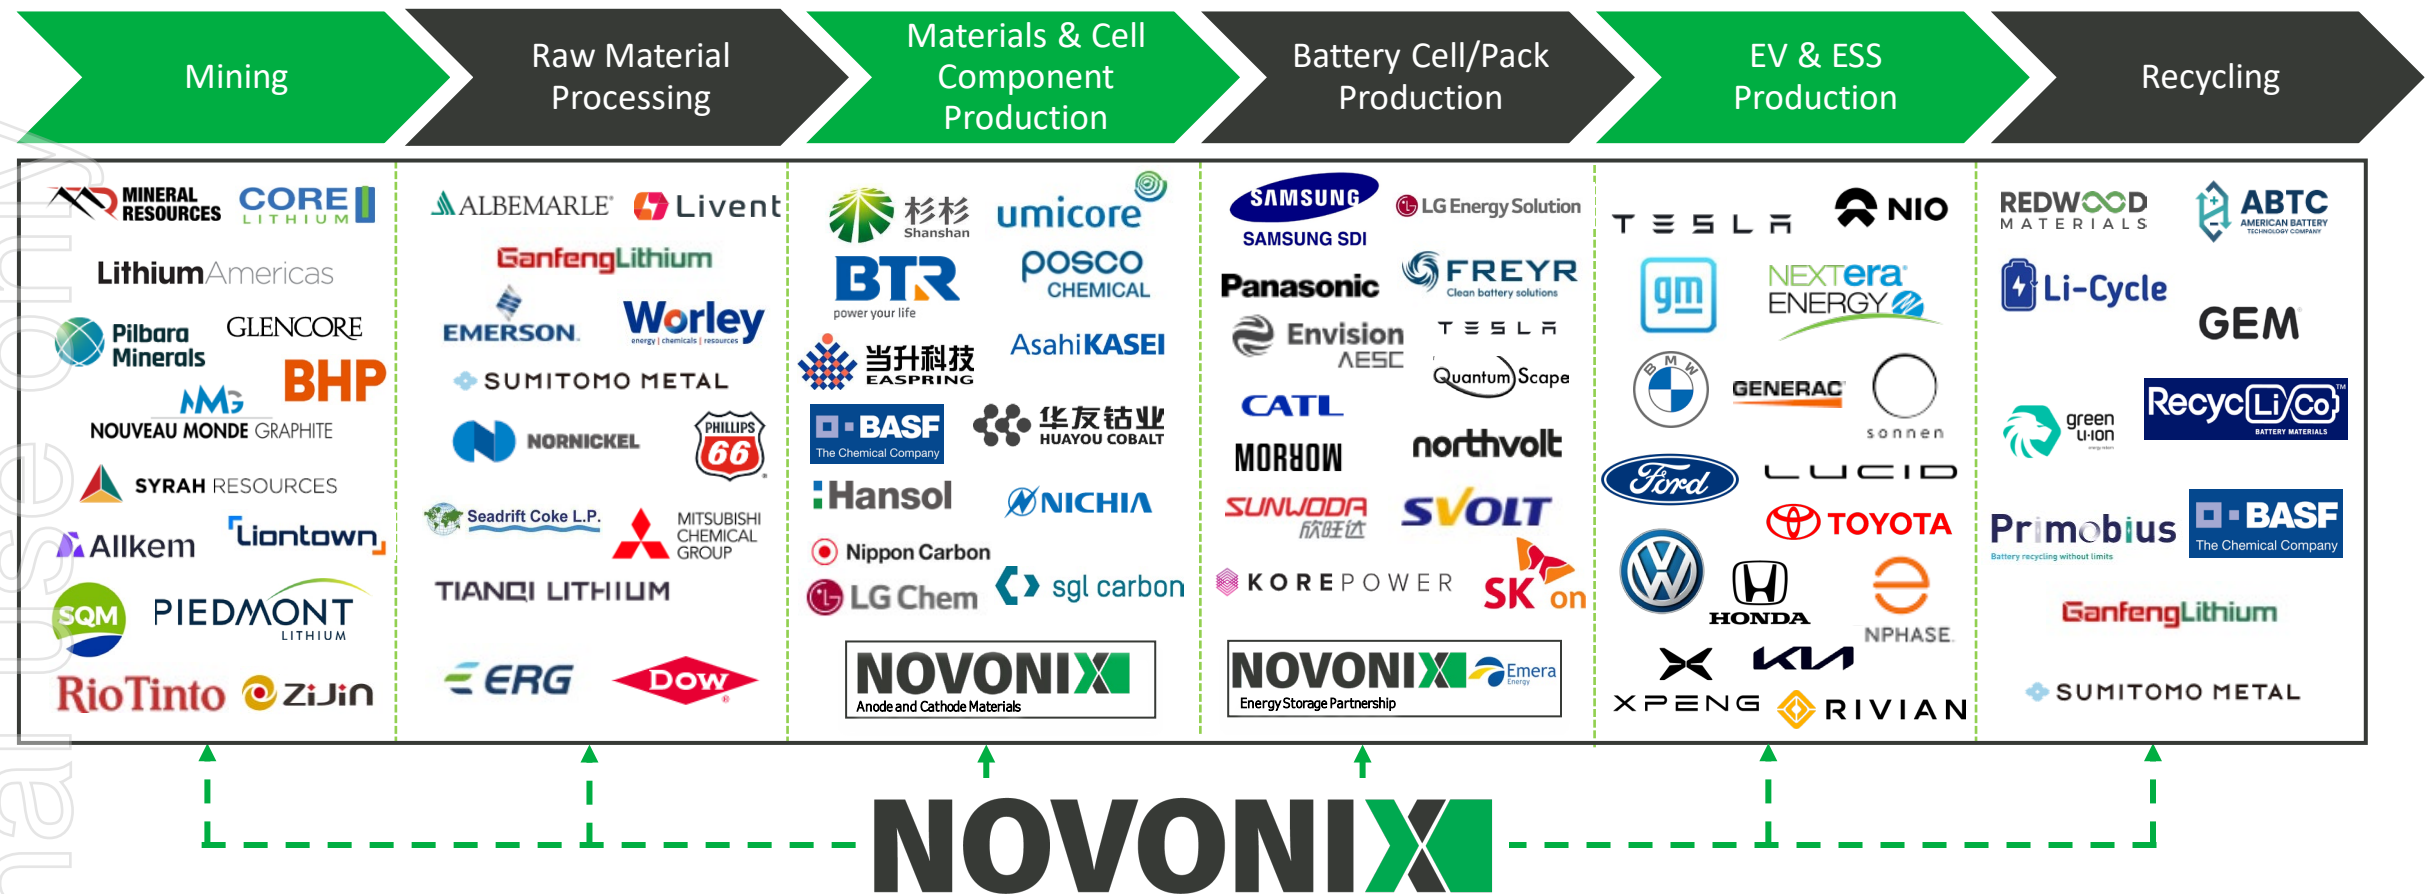 Mining
Raw Material
Processing
Materials & Cell
Component
Production
Battery Cell/Pack
Production
EV & ESS
Production
Recycling
MINERAL
RESOURCES
CORE
LITHIUM
LithiumAmericas
Pilbara
Minerals
GLENCORE
BHP
NMG
NOUVEAU MONDE GRAPHITE
SYRAH RESOURCES
Allkem
Liontown
SQM
PIEDMONT
LITHIUM
RioTinto
ZiJin
ALBEMARLE®
Livent
GanfengLithium
EMERSON.
Worley
energy | chemicals | resources
SUMITOMO METAL
NORNICKEL
PHILLIPS
66
Seadrift Coke L.P.
MITSUBISHI
CHEMICAL
GROUP
TIANQI LITHIUM
ERG
DOW
®
杉杉
Shanshan
umicore
BTR
power your life
posco
CHEMICAL
当升科技
EASPRING
AsahiKASEI
BASF
The Chemical Company
华友钴业
HUAYOU COBALT
Hansol
NICHIA
Nippon Carbon
LG Chem
sgl carbon
NOVONIX
Anode and Cathode Materials
SAMSUNG
SAMSUNG SDI
LG Energy Solution
Panasonic
FREYR
Clean battery solutions
Envision
AESC
TESLA
QuantumScape
CATL
MORROW
northvolt
SUNWODA
欣旺达
SVOLT
KOREPOWER
SK on
NOVONIX
Emera
Energy
Energy Storage Partnership
TESLA
NIO
gm
NEXTera
ENERGY
BMW
GENERAC
sonnen
Ford
LUCID
TOYOTA
HONDA
NPHASE
XPENG
KIA
RIVIAN
REDWOOD
MATERIALS
ABTC
AMERICAN BATTERY
TECHNOLOGY COMPANY
Li-Cycle
GEM
green
li-ion
RecycLi/Co™
BATTERY MATERIALS
Primobius
Battery recycling without limits
BASF
The Chemical Company
GanfengLithium
SUMITOMO METAL
NOVONIX